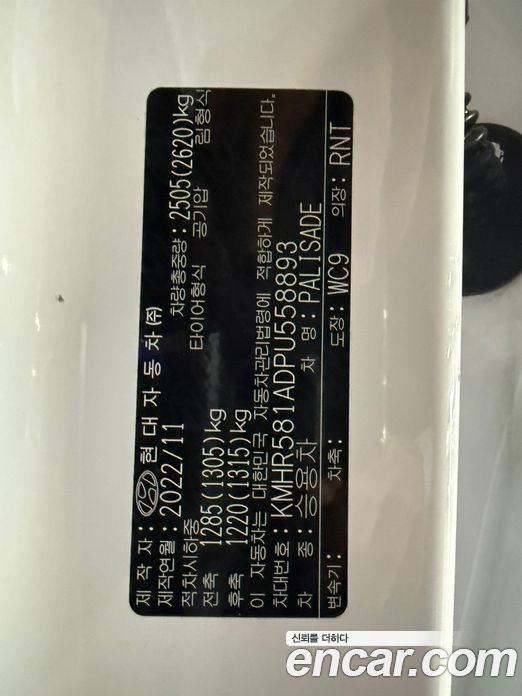 제 작 자: 현 대 자 동 차 (주)
제작연월: 2022/11 차량총중량: 2505(2620)kg
적차시하중 타이어형식 공기압 림형식
전축 1285(1305)kg
후축 1220(1315)kg
이 자동차는 대한민국 자동차관리법령에 적합하게 제작되었습니다.
차대번호: KMHR581ADPU558893
차 종: 승용차 차 명: PALISADE
변속기: 차축: 도장: WC9 의장: RNT
신뢰를 더하다
encar.com